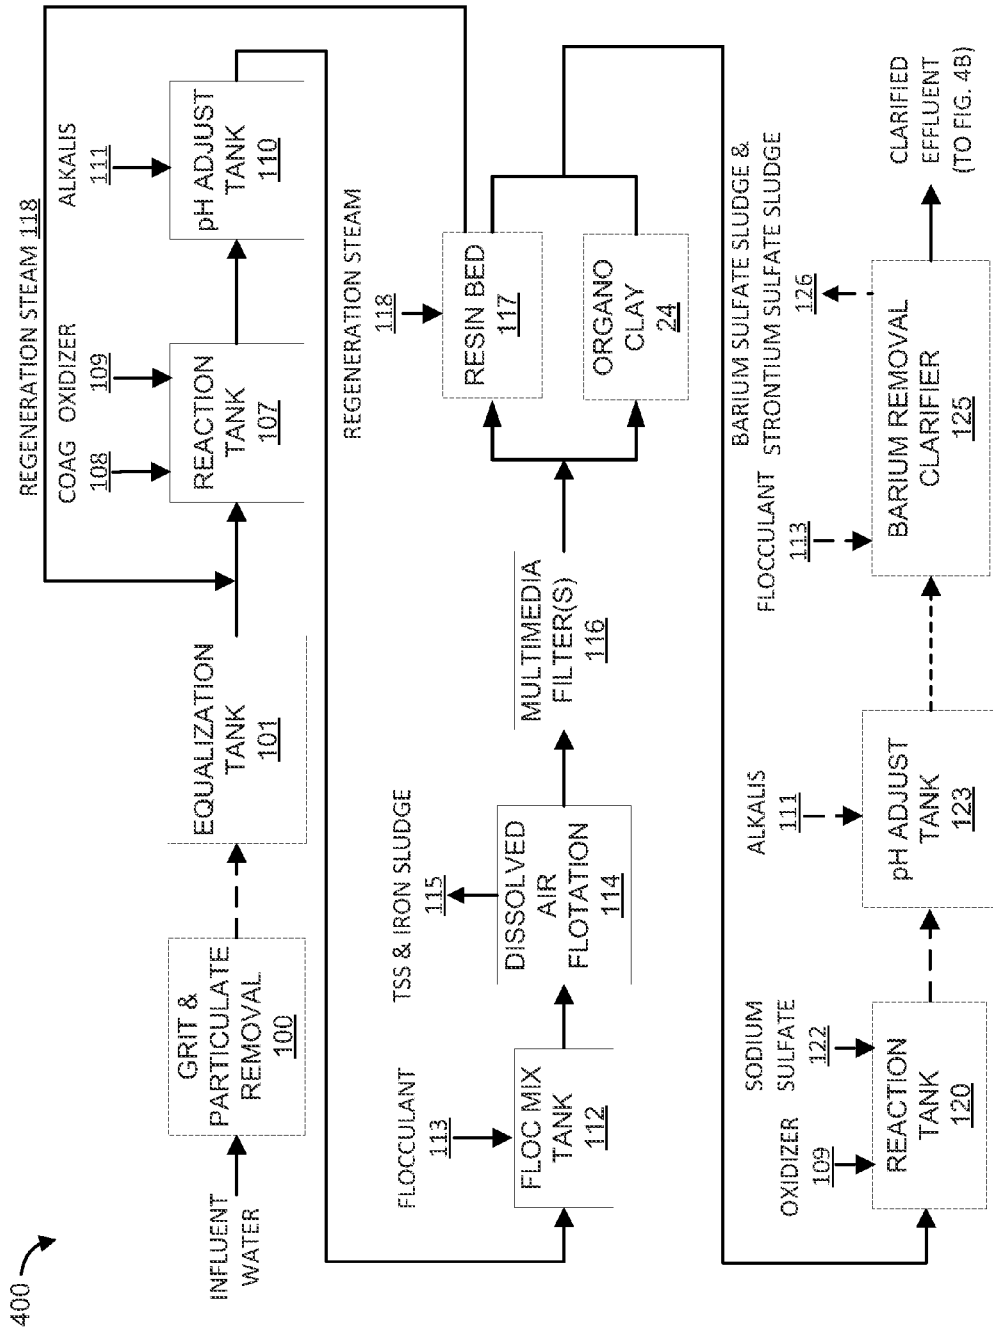 400
INFLUENT
WATER
GRIT &
PARTICULATE
REMOVAL
100
EQUALIZATION
TANK
101
REGENERATION STEAM 118
COAG
108
OXIDIZER
109
REACTION
TANK
107
ALKALIS
111
pH ADJUST
TANK
110
FLOCCULANT
113
FLOC MIX
TANK
112
TSS & IRON SLUDGE
115
DISSOLVED
AIR
FLOTATION
114
MULTIMEDIA
FILTER(S)
116
REGENERATION STEAM
118
RESIN BED
117
ORGANO
CLAY
24
OXIDIZER
109
SODIUM
SULFATE
122
REACTION
TANK
120
ALKALIS
111
pH ADJUST
TANK
123
FLOCCULANT
113
BARIUM SULFATE SLUDGE &
STRONTIUM SULFATE SLUDGE
126
BARIUM REMOVAL
CLARIFIER
125
CLARIFIED
EFFLUENT
(TO FIG. 4B)